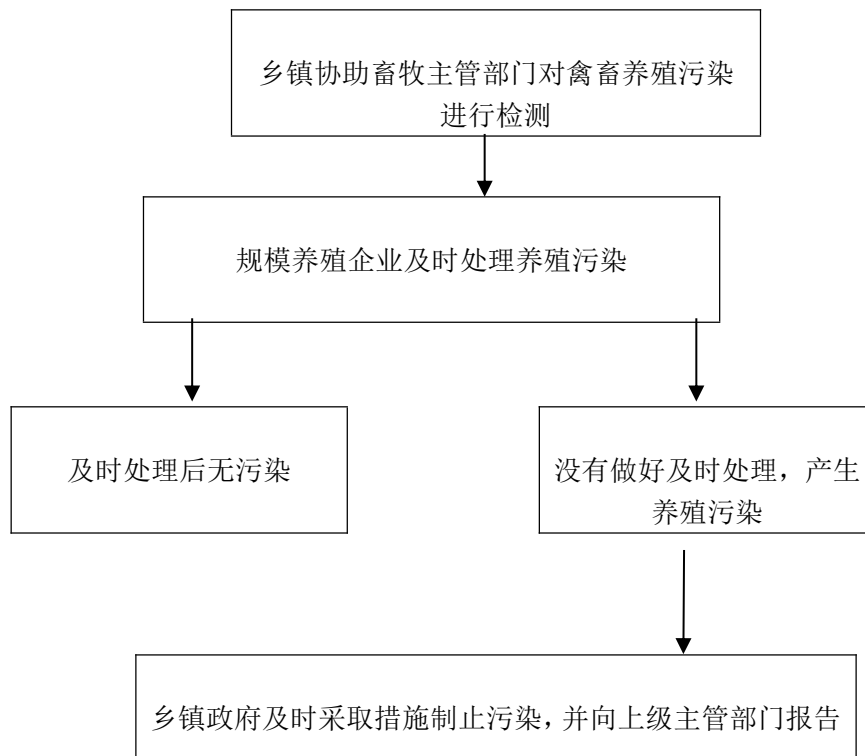 乡镇协助畜牧主管部门对禽畜养殖污染
进行检测
规模养殖企业及时处理养殖污染
及时处理后无污染
没有做好及时处理，产生
养殖污染
乡镇政府及时采取措施制止污染，并向上级主管部门报告